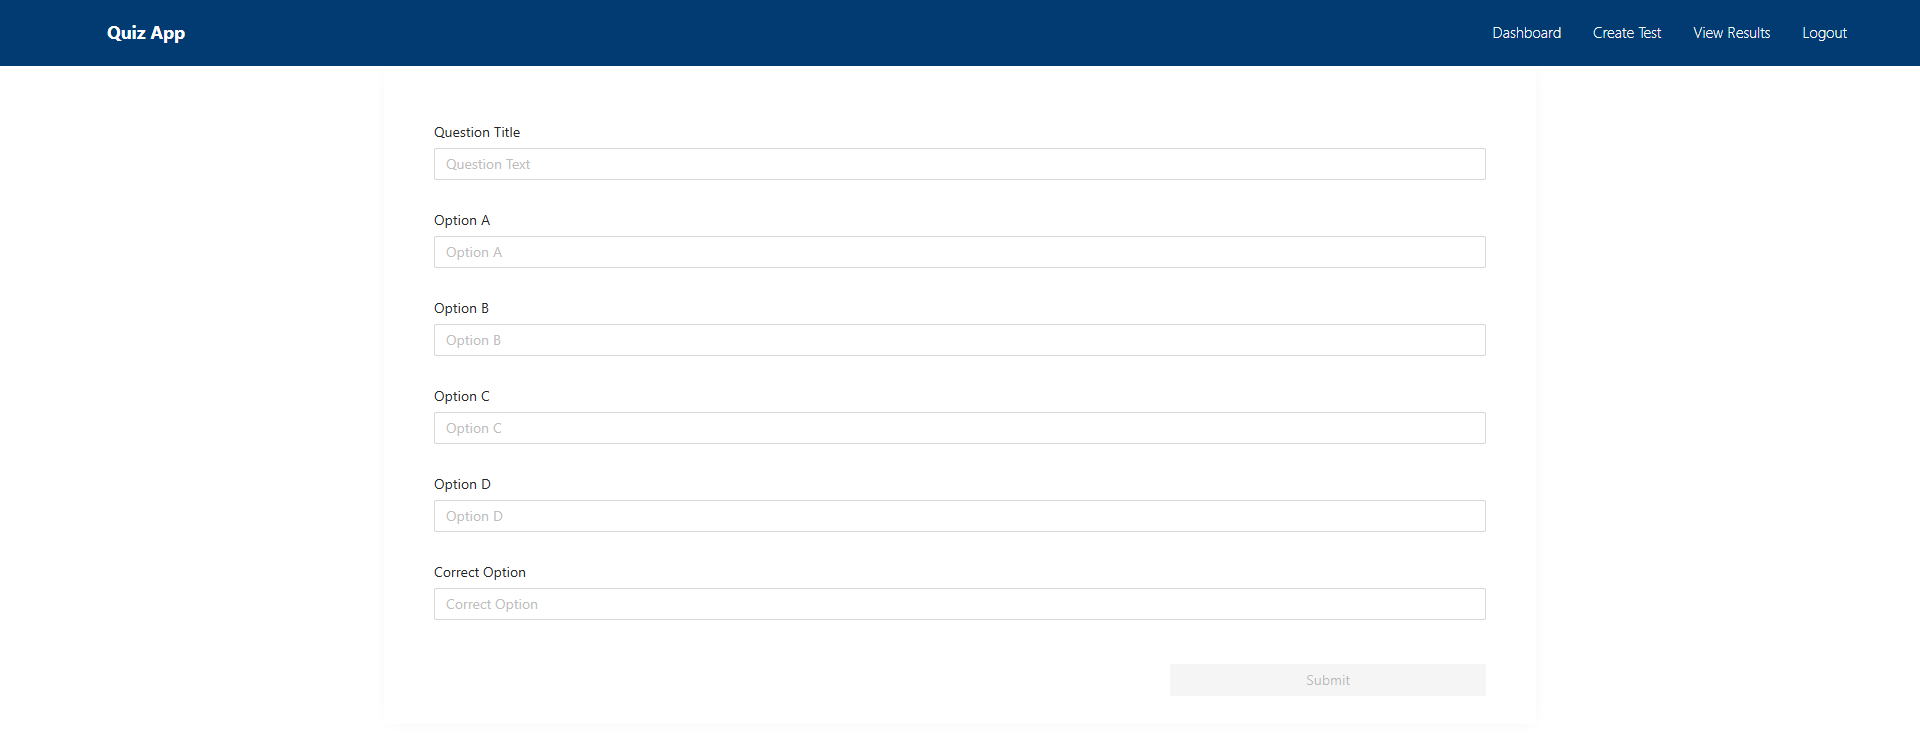 Quiz App
Dashboard Create Test View Results Logout
Question Title
Question Text
Option A
Option A
Option B
Option B
Option C
Option C
Option D
Option D
Correct Option
Correct Option
Submit